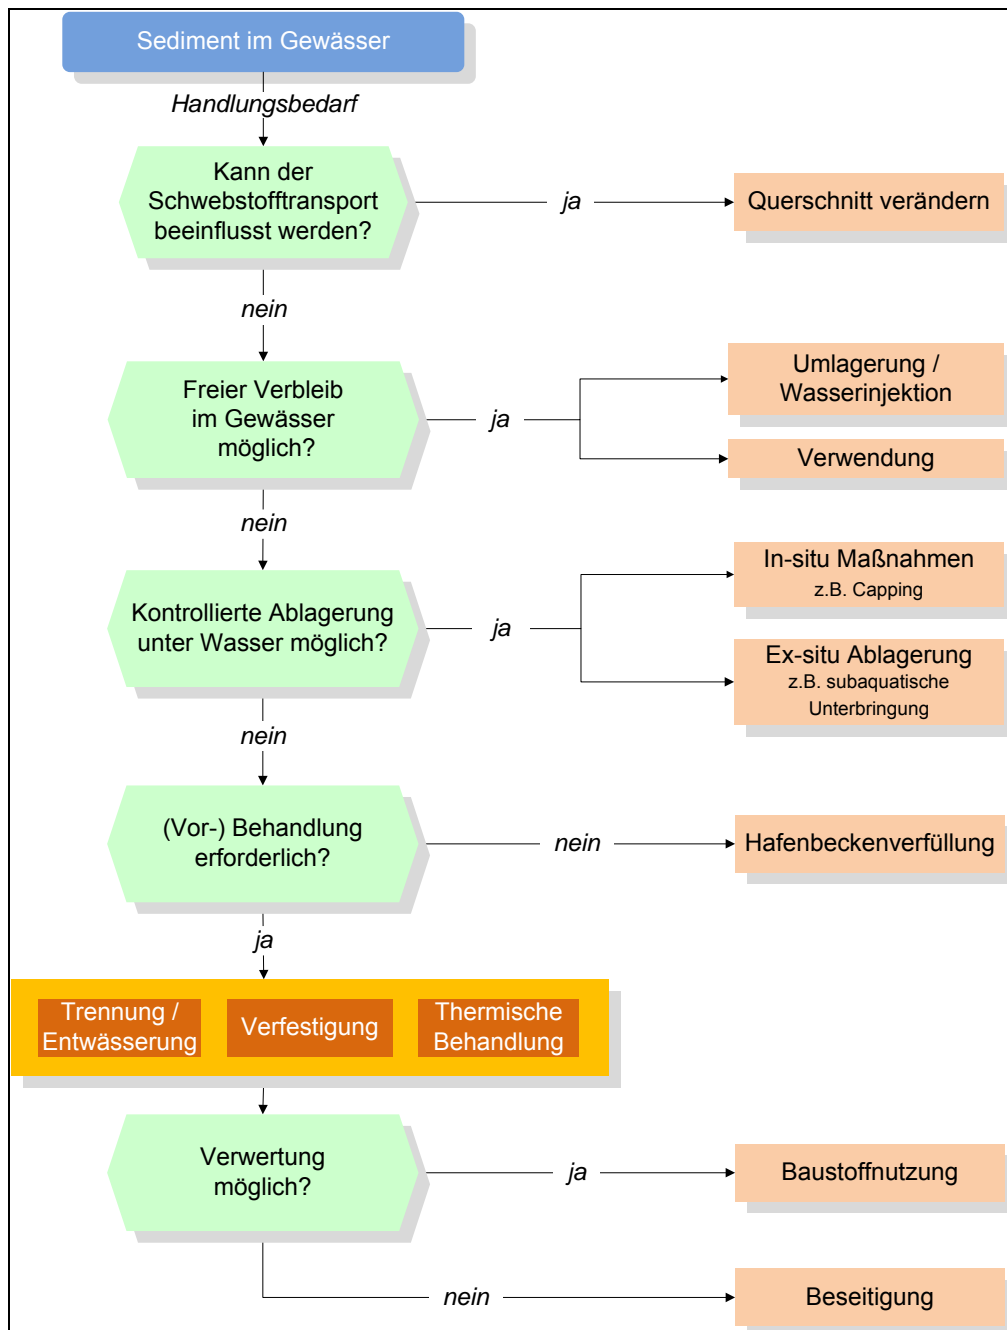 Sediment im Gewässer
Handlungsbedarf
Kann der
Schwebstofftransport
beeinflusst werden?
ja
Querschnitt verändern
nein
Freier Verbleib
im Gewässer
möglich?
ja
Umlagerung /
Wasserinjektion
Verwendung
nein
Kontrollierte Ablagerung
unter Wasser möglich?
ja
In-situ Maßnahmen
z.B. Capping
Ex-situ Ablagerung
z.B. subaquatische
Unterbringung
nein
(Vor-) Behandlung
erforderlich?
nein
Hafenbeckenverfüllung
ja
Trennung /
Entwässerung
Verfestigung
Thermische
Behandlung
Verwertung
möglich?
ja
Baustoffnutzung
nein
Beseitigung